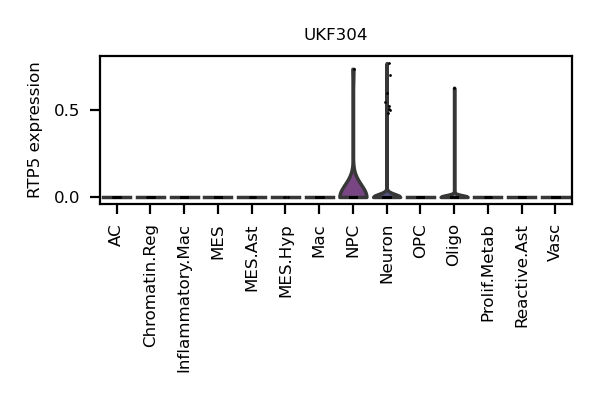 UKF304
RTP5 expression
0.5
0.0
AC
Chromatin.Reg
Inflammatory.Mac
MES
MES.Ast
MES.Hyp
Mac
NPC
Neuron
OPC
Oligo
Prolif.Metab
Reactive.Ast
Vasc